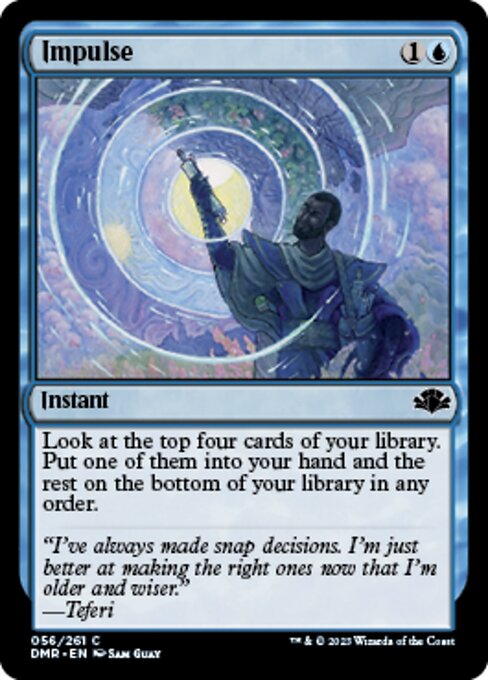 Impulse 1
Instant
Look at the top four cards of your library.
Put one of them into your hand and the
rest on the bottom of your library in any
order.
“I’ve always made snap decisions. I’m just
better at making the right ones now that I’m
older and wiser.”
—Teferi
056/261 C
DMR • EN Sam Guay
™ & © 2023 Wizards of the Coast